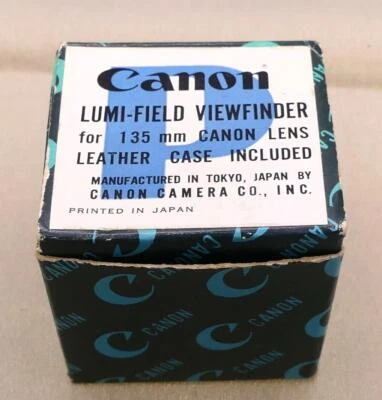 P
Canon
LUMI-FIELD VIEWFINDER
for 135 mm CANON LENS
LEATHER CASE INCLUDED
MANUFACTURED IN TOKYO, JAPAN BY
CANON CAMERA CO., INC.
PRINTED IN JAPAN
C CANON
C CANON
C CANON
C CANON